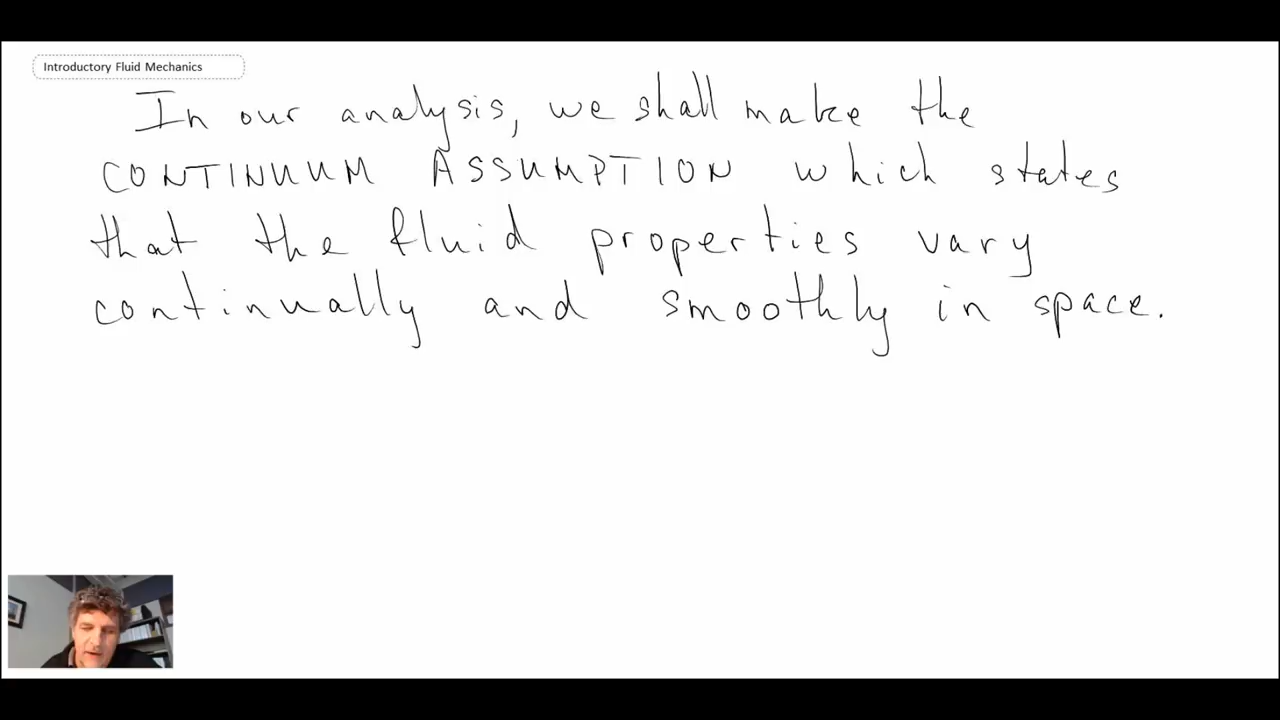 Introductory Fluid Mechanics
In our analysis, we shall make the
CONTINUUM ASSUMPTION which states
that the fluid properties vary
continually and smoothly in space.